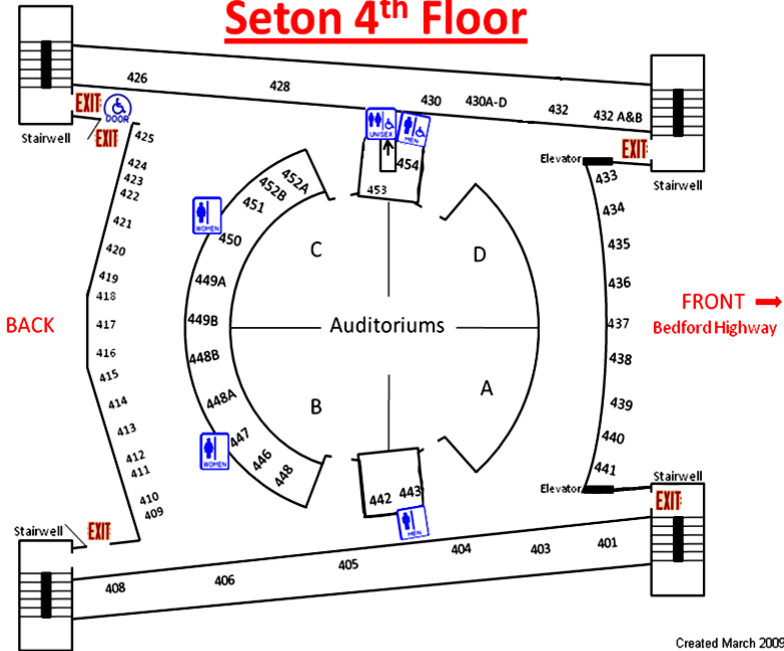 Seton 4th Floor
426
428
430
430A-D
432
432 A&B
EXIT
DOOR
EXIT
Stairwell
UNISEX
MEN
EXIT
Elevator
Stairwell
425
424
423
422
421
420
419
418
417
416
415
414
413
412
411
410
409
WOMEN
452A
452B
451
450
449A
449B
448B
448A
447
446
448
WOMEN
454
453
C
D
Auditoriums
B
A
442
443
MEN
433
434
435
436
437
438
439
440
441
BACK
FRONT
Bedford Highway
Elevator
Stairwell
EXIT
Stairwell
EXIT
408
406
405
404
403
401
Created March 2009